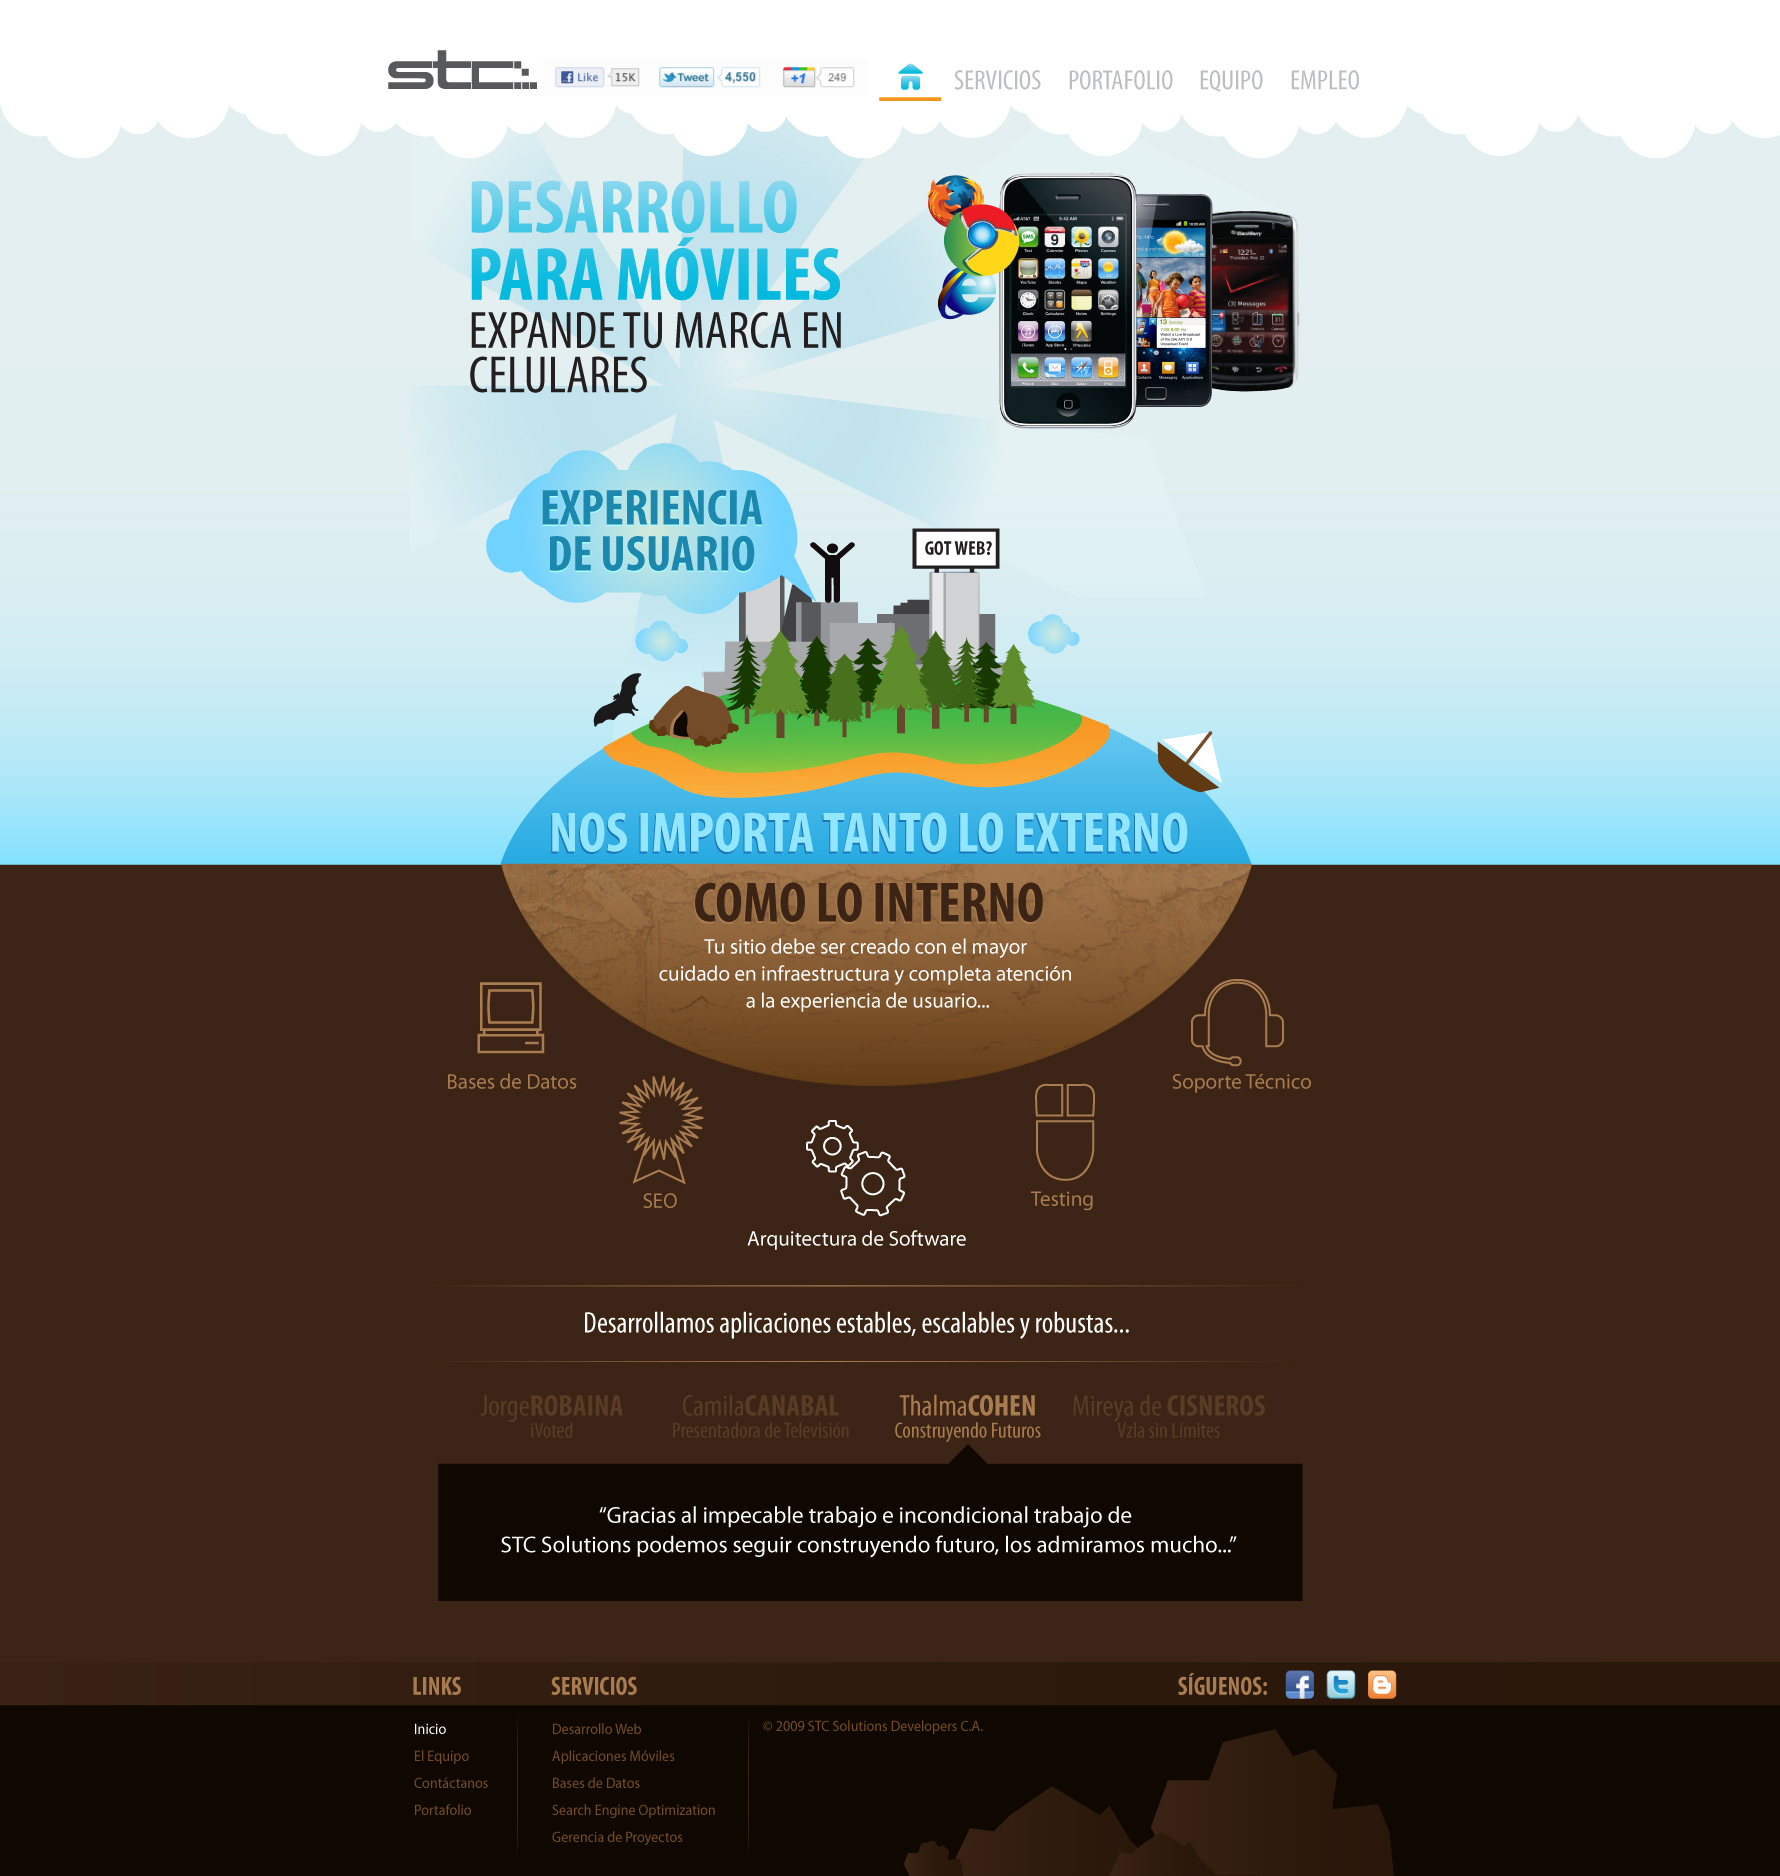 stc
Like 15K Tweet 4,550 +1 249
SERVICIOS PORTAFOLIO EQUIPO EMPLEO
DESARROLLO
PARA MÓVILES
EXPANDE TU MARCA EN
CELULARES
EXPERIENCIA
DE USUARIO
GOT WEB?
NOS IMPORTA TANTO LO EXTERNO
COMO LO INTERNO
Tu sitio debe ser creado con el mayor
cuidado en infraestructura y completa atención
a la experiencia de usuario...
Bases de Datos
Soporte Técnico
SEO
Testing
Arquitectura de Software
Desarrollamos aplicaciones estables, escalables y robustas...
JorgeROBAINA CamilaCANABAL ThalmaCOHEN Mireya de CISNEROS
iVoted Presentadora de Televisión Construyendo Futuros Vzla sin Límites
“Gracias al impecable trabajo e incondicional trabajo de
STC Solutions podemos seguir construyendo futuro, los admiramos mucho...”
LINKS SERVICIOS SÍGUENOS:
Inicio
El Equipo
Contáctanos
Portafolio
Desarrollo Web
Aplicaciones Móviles
Bases de Datos
Search Engine Optimization
Gerencia de Proyectos
© 2009 STC Solutions Developers C.A.